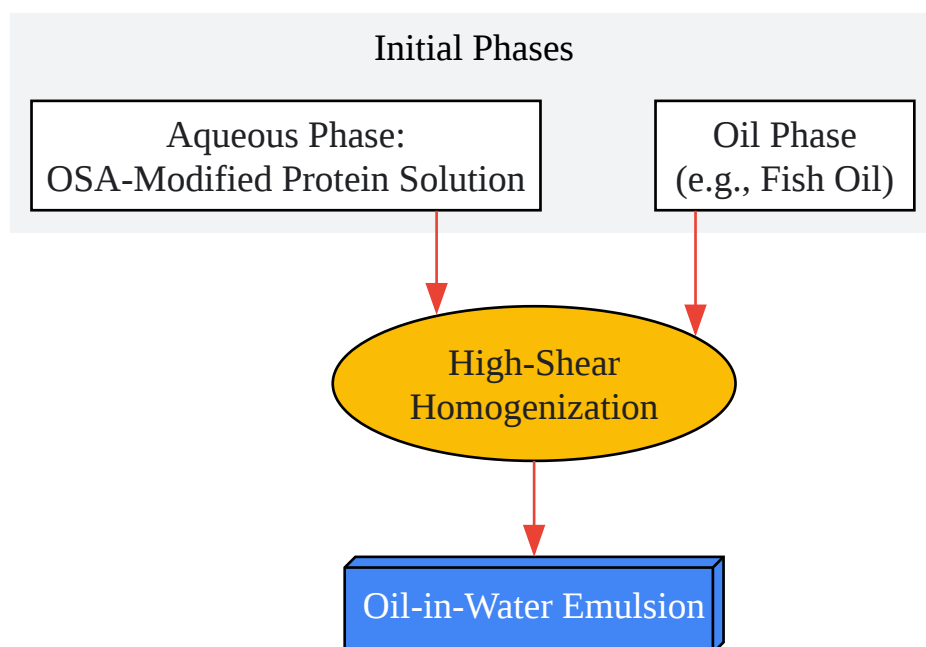 Initial Phases
Aqueous Phase:
OSA-Modified Protein Solution
Oil Phase
(e.g., Fish Oil)
High-Shear
Homogenization
Oil-in-Water Emulsion